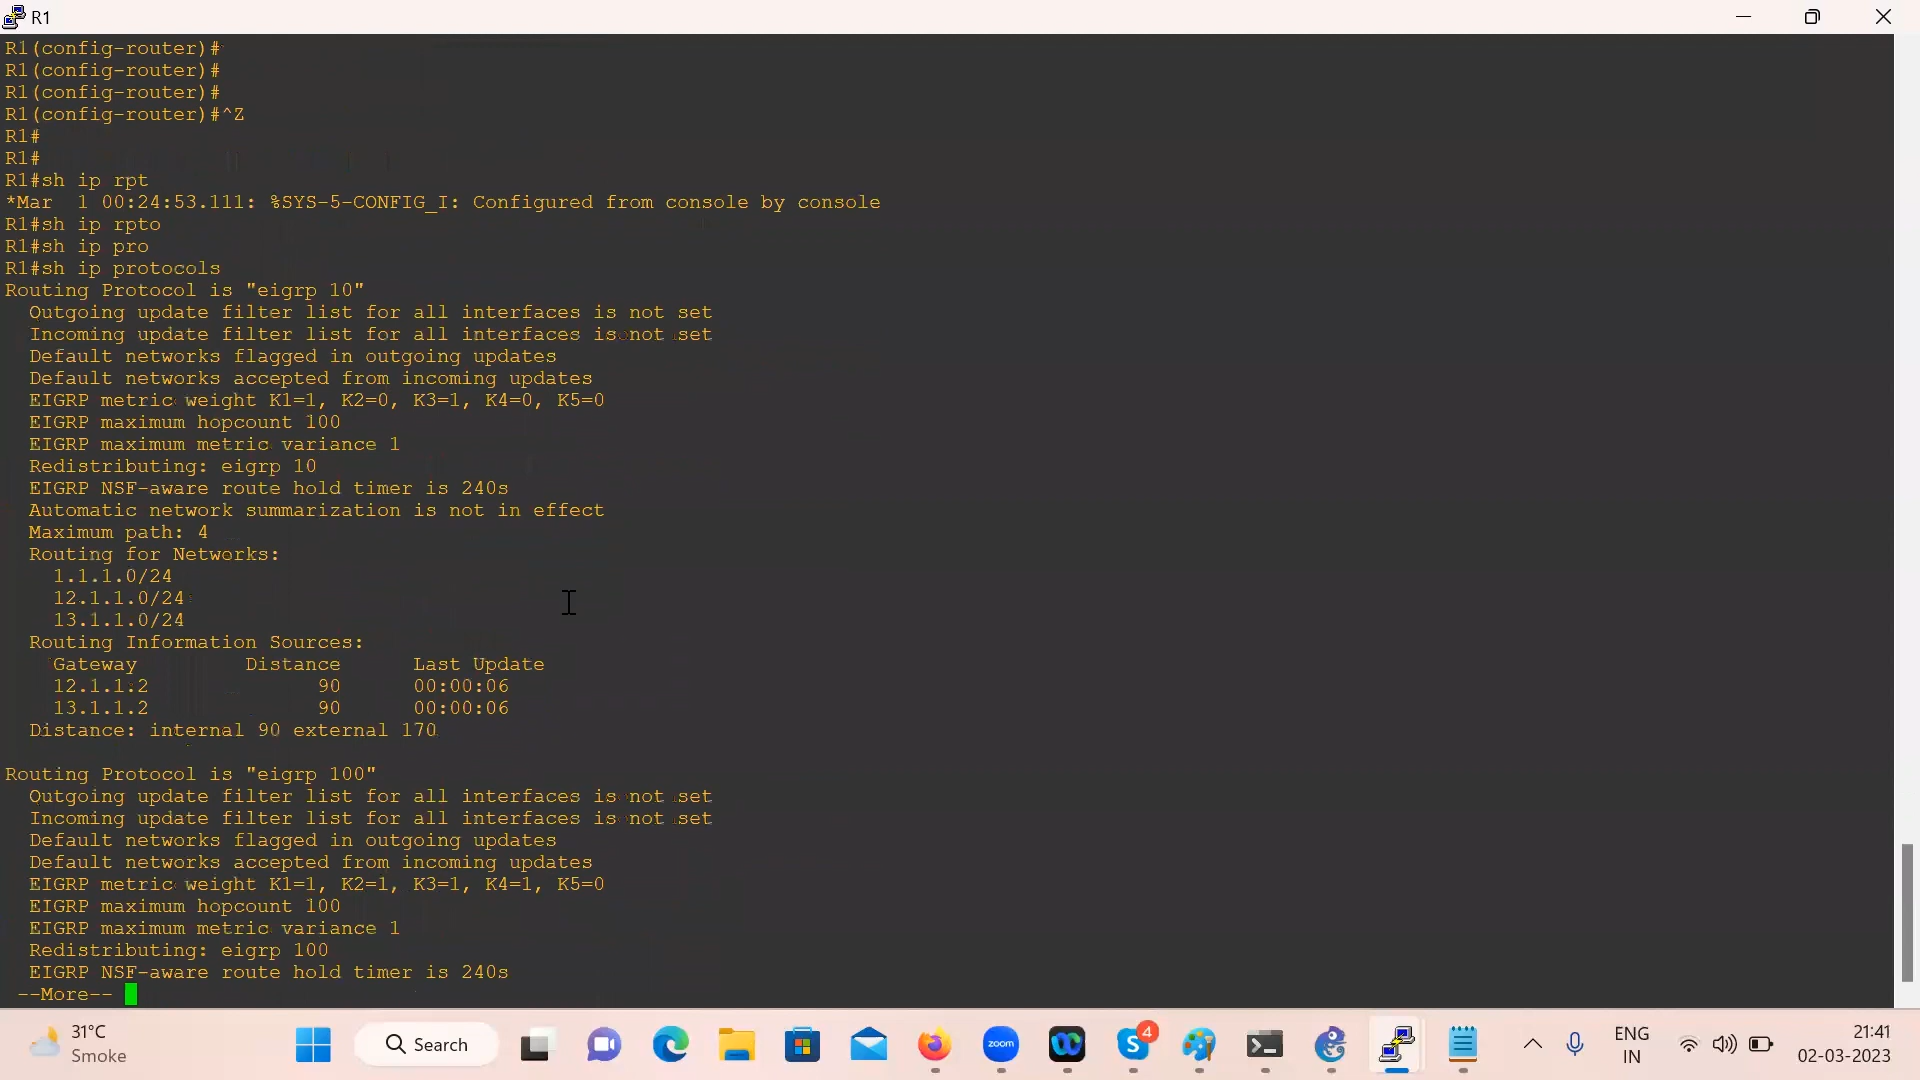 R1
R1(config-router)#
R1(config-router)#
R1(config-router)#
R1(config-router)#^Z
R1#
R1#
R1#sh ip rpt
*Mar  1 00:24:53.111: %SYS-5-CONFIG_I: Configured from console by console
R1#sh ip rpto
R1#sh ip pro
R1#sh ip protocols
Routing Protocol is "eigrp 10"
  Outgoing update filter list for all interfaces is not set
  Incoming update filter list for all interfaces is not set
  Default networks flagged in outgoing updates
  Default networks accepted from incoming updates
  EIGRP metric weight K1=1, K2=0, K3=1, K4=0, K5=0
  EIGRP maximum hopcount 100
  EIGRP maximum metric variance 1
  Redistributing: eigrp 10
  EIGRP NSF-aware route hold timer is 240s
  Automatic network summarization is not in effect
  Maximum path: 4
  Routing for Networks:
    1.1.1.0/24
    12.1.1.0/24
    13.1.1.0/24
  Routing Information Sources:
    Gateway         Distance      Last Update
    12.1.1.2              90      00:00:06
    13.1.1.2              90      00:00:06
  Distance: internal 90 external 170
Routing Protocol is "eigrp 100"
  Outgoing update filter list for all interfaces is not set
  Incoming update filter list for all interfaces is not set
  Default networks flagged in outgoing updates
  Default networks accepted from incoming updates
  EIGRP metric weight K1=1, K2=1, K3=1, K4=1, K5=0
  EIGRP maximum hopcount 100
  EIGRP maximum metric variance 1
  Redistributing: eigrp 100
  EIGRP NSF-aware route hold timer is 240s
 --More--
31°C
Smoke
Search
zoom
4
ENG
IN
21:41
02-03-2023